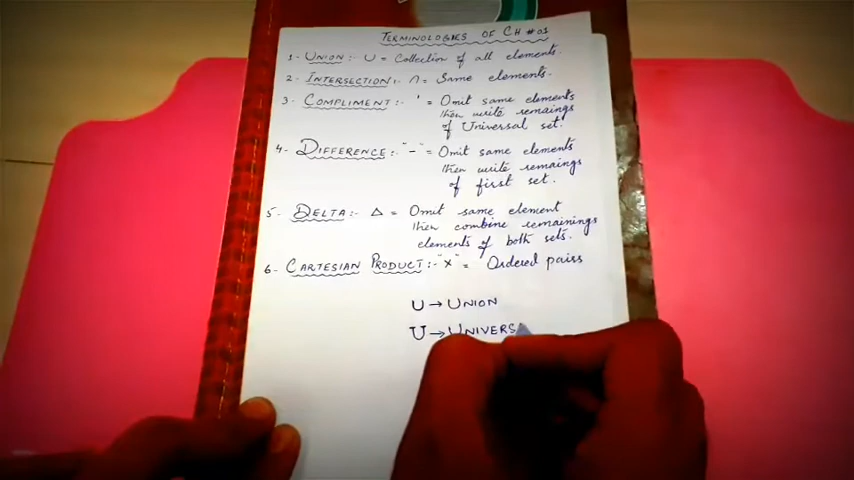 TERMINOLOGIES OF CH # 01
1- UNION :- U = Collection of all elements.
2- INTERSECTION :- ∩ = Same elements.
3- COMPLIMENT :- ' = Omit same elements
then write remainings
of Universal set.
4- DIFFERENCE :- "-" = Omit same elements
then write remaings
of first set.
5- DELTA :- △ = Omit same element
then combine remainings
elements of both sets.
6- CARTESIAN PRODUCT :- "x" = Ordered pairs
U → UNION
U → UNIVERS